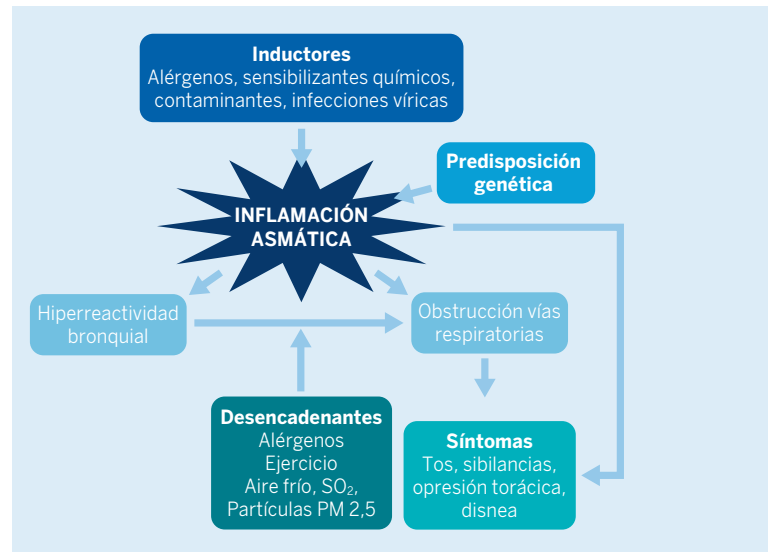 Inductores
Alérgenos, sensibilizantes químicos,
contaminantes, infecciones víricas
Predisposición
genética
INFLAMACIÓN
ASMÁTICA
Hiperreactividad
bronquial
Obstrucción vías
respiratorias
Desencadenantes
Alérgenos
Ejercicio
Aire frío, SO₂,
Partículas PM 2,5
Síntomas
Tos, sibilancias,
opresión torácica,
disnea